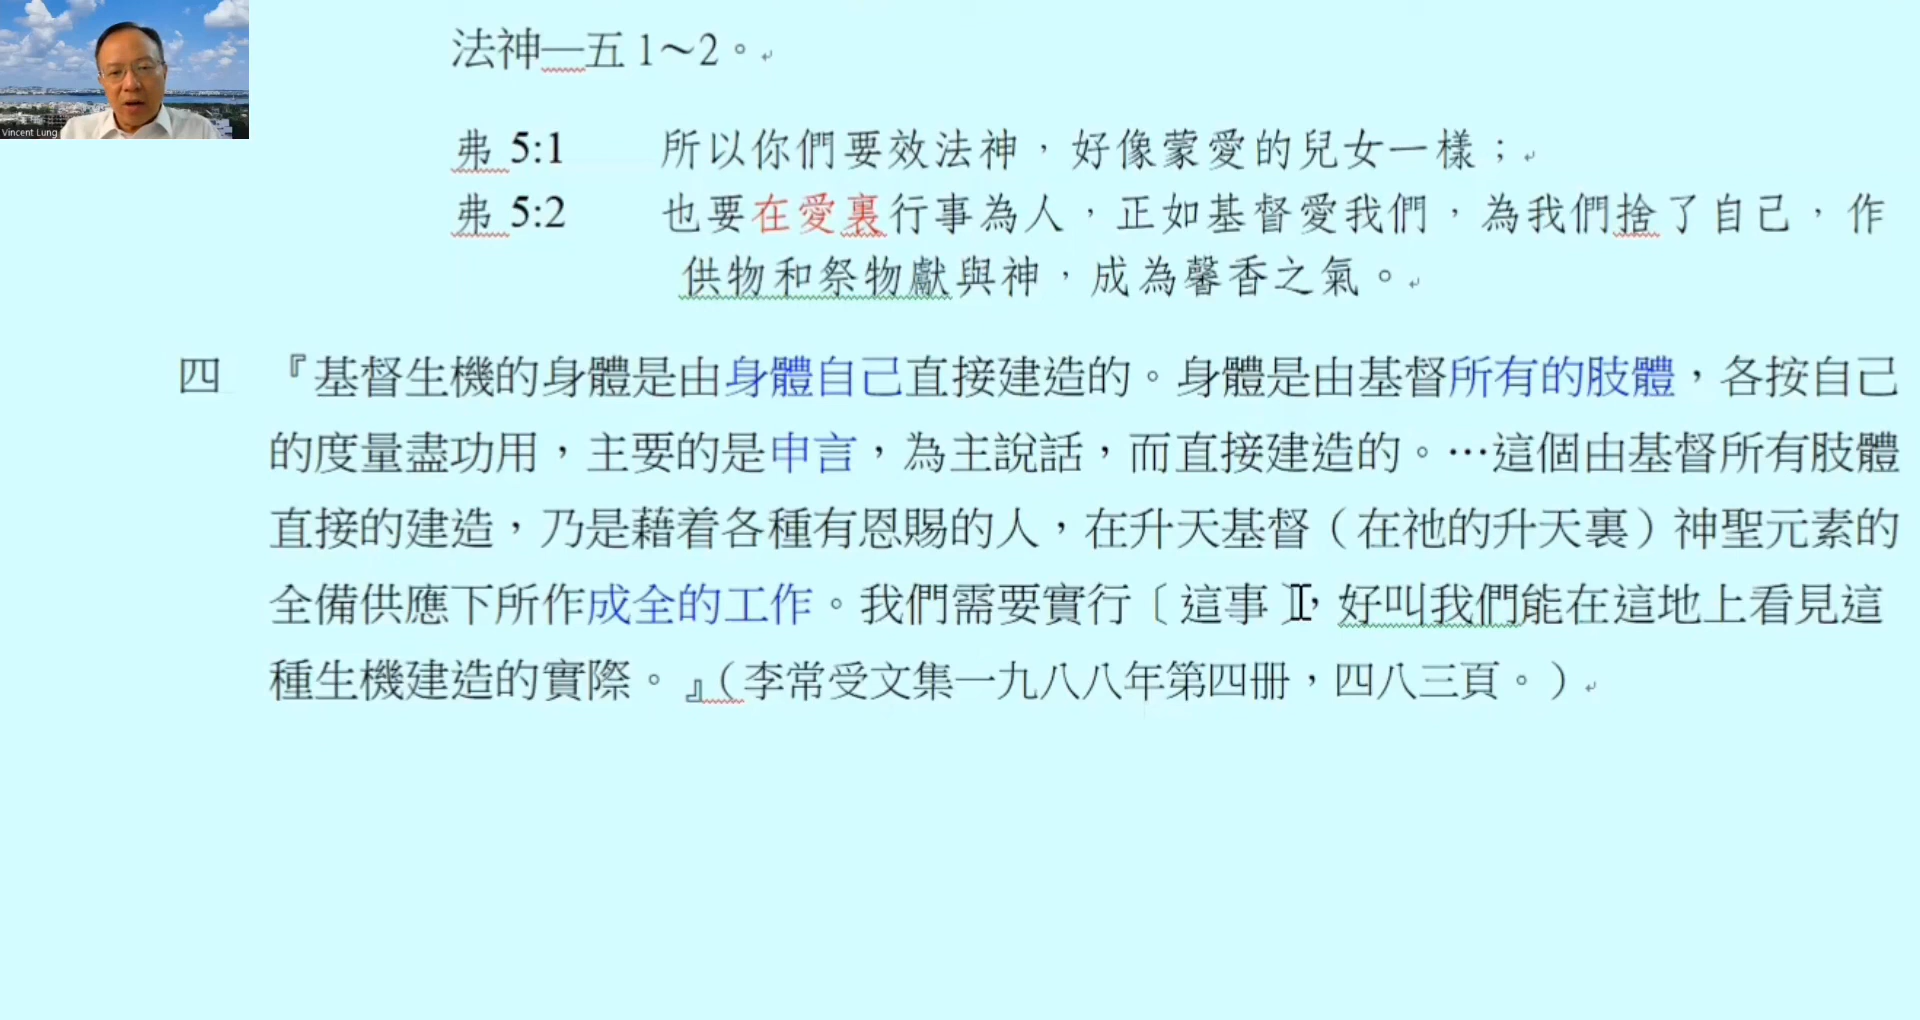 Vincent Lung
法神—五 1～2。
弗 5:1 所以你們要效法神，好像蒙愛的兒女一樣；
弗 5:2 也要在愛裏行事為人，正如基督愛我們，為我們捨了自己，作
供物和祭物獻與神，成為馨香之氣。
四 『基督生機的身體是由身體自己直接建造的。身體是由基督所有的肢體，各按自己
的度量盡功用，主要的是申言，為主說話，而直接建造的。…這個由基督所有肢體
直接的建造，乃是藉着各種有恩賜的人，在升天基督（在祂的升天裏）神聖元素的
全備供應下所作成全的工作。我們需要實行〔這事〕，好叫我們能在這地上看見這
種生機建造的實際。』（李常受文集一九八八年第四冊，四八三頁。）